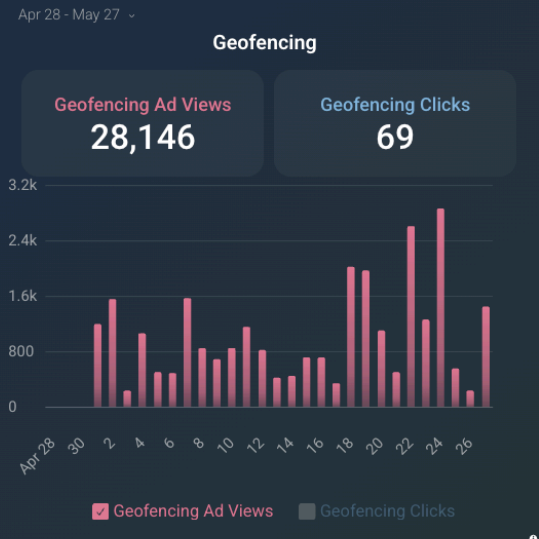 Apr 28 - May 27
Geofencing
Geofencing Ad Views
28,146
Geofencing Clicks
69
3.2k
2.4k
1.6k
800
0
Apr 28
30
2
4
6
8
10
12
14
16
18
20
22
24
26
Geofencing Ad Views
Geofencing Clicks